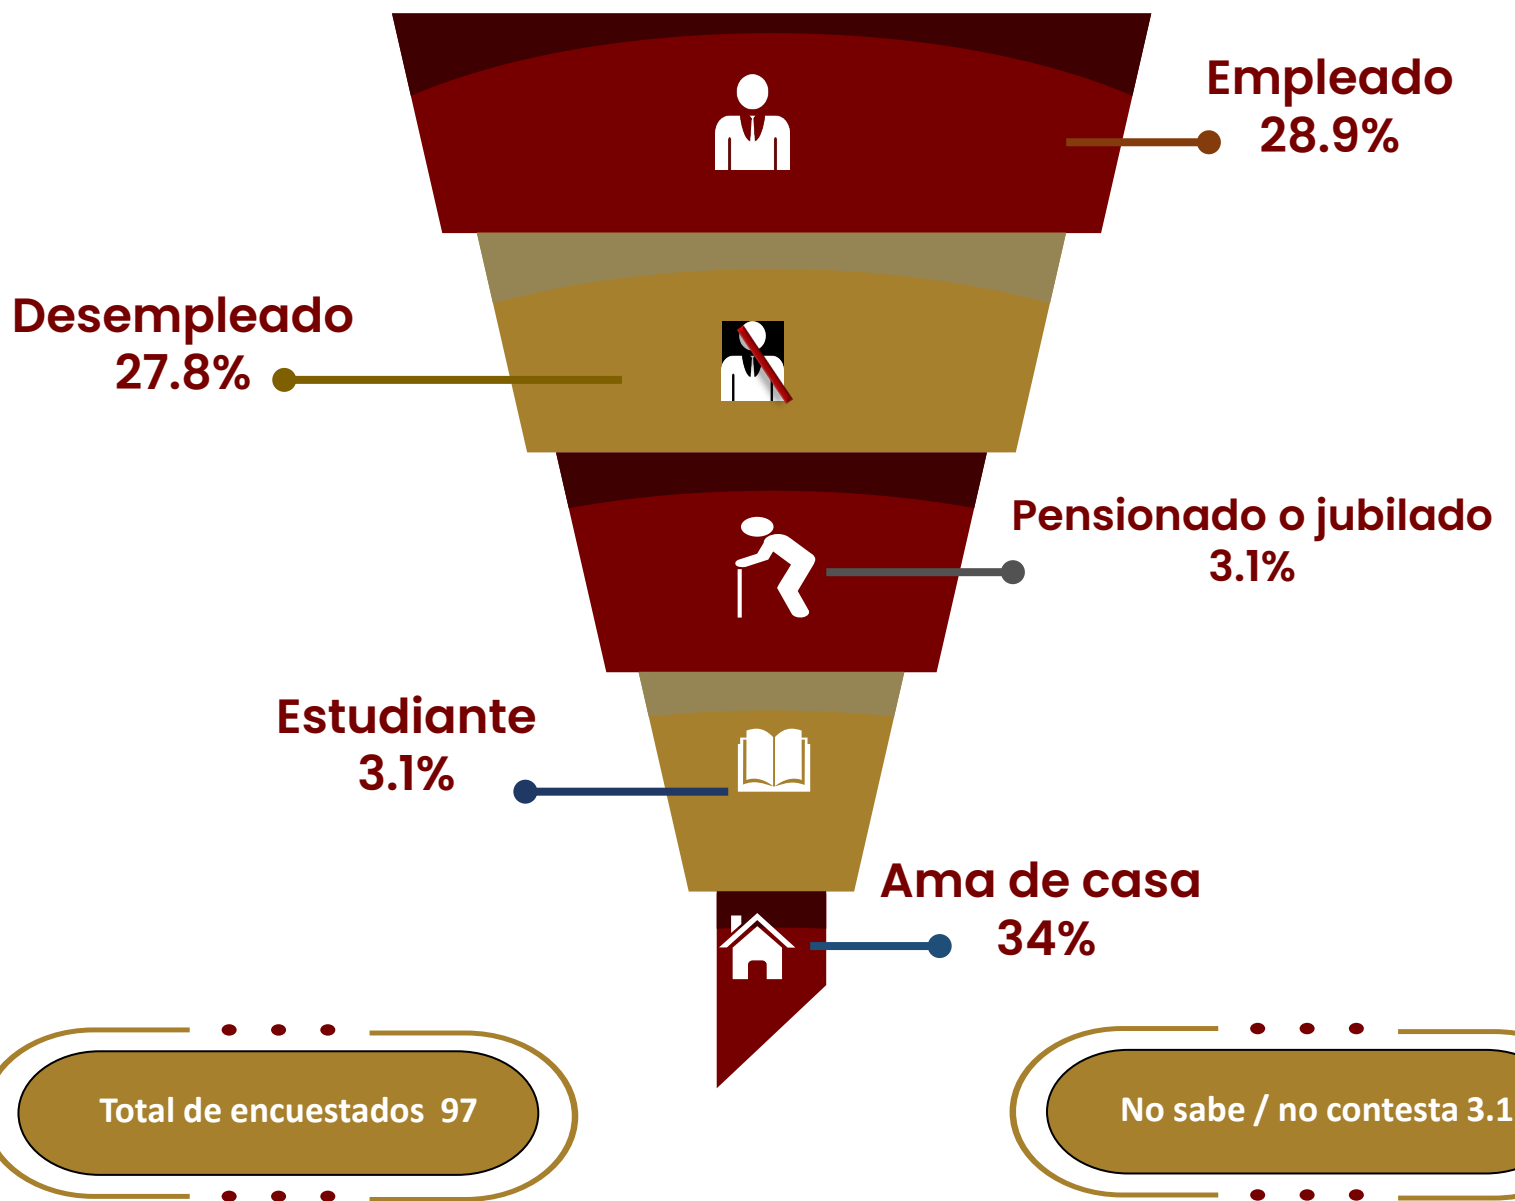 Empleado
28.9%
Desempleado
27.8%
Pensionado o jubilado
3.1%
Estudiante
3.1%
Ama de casa
34%
Total de encuestados 97
No sabe / no contesta 3.1